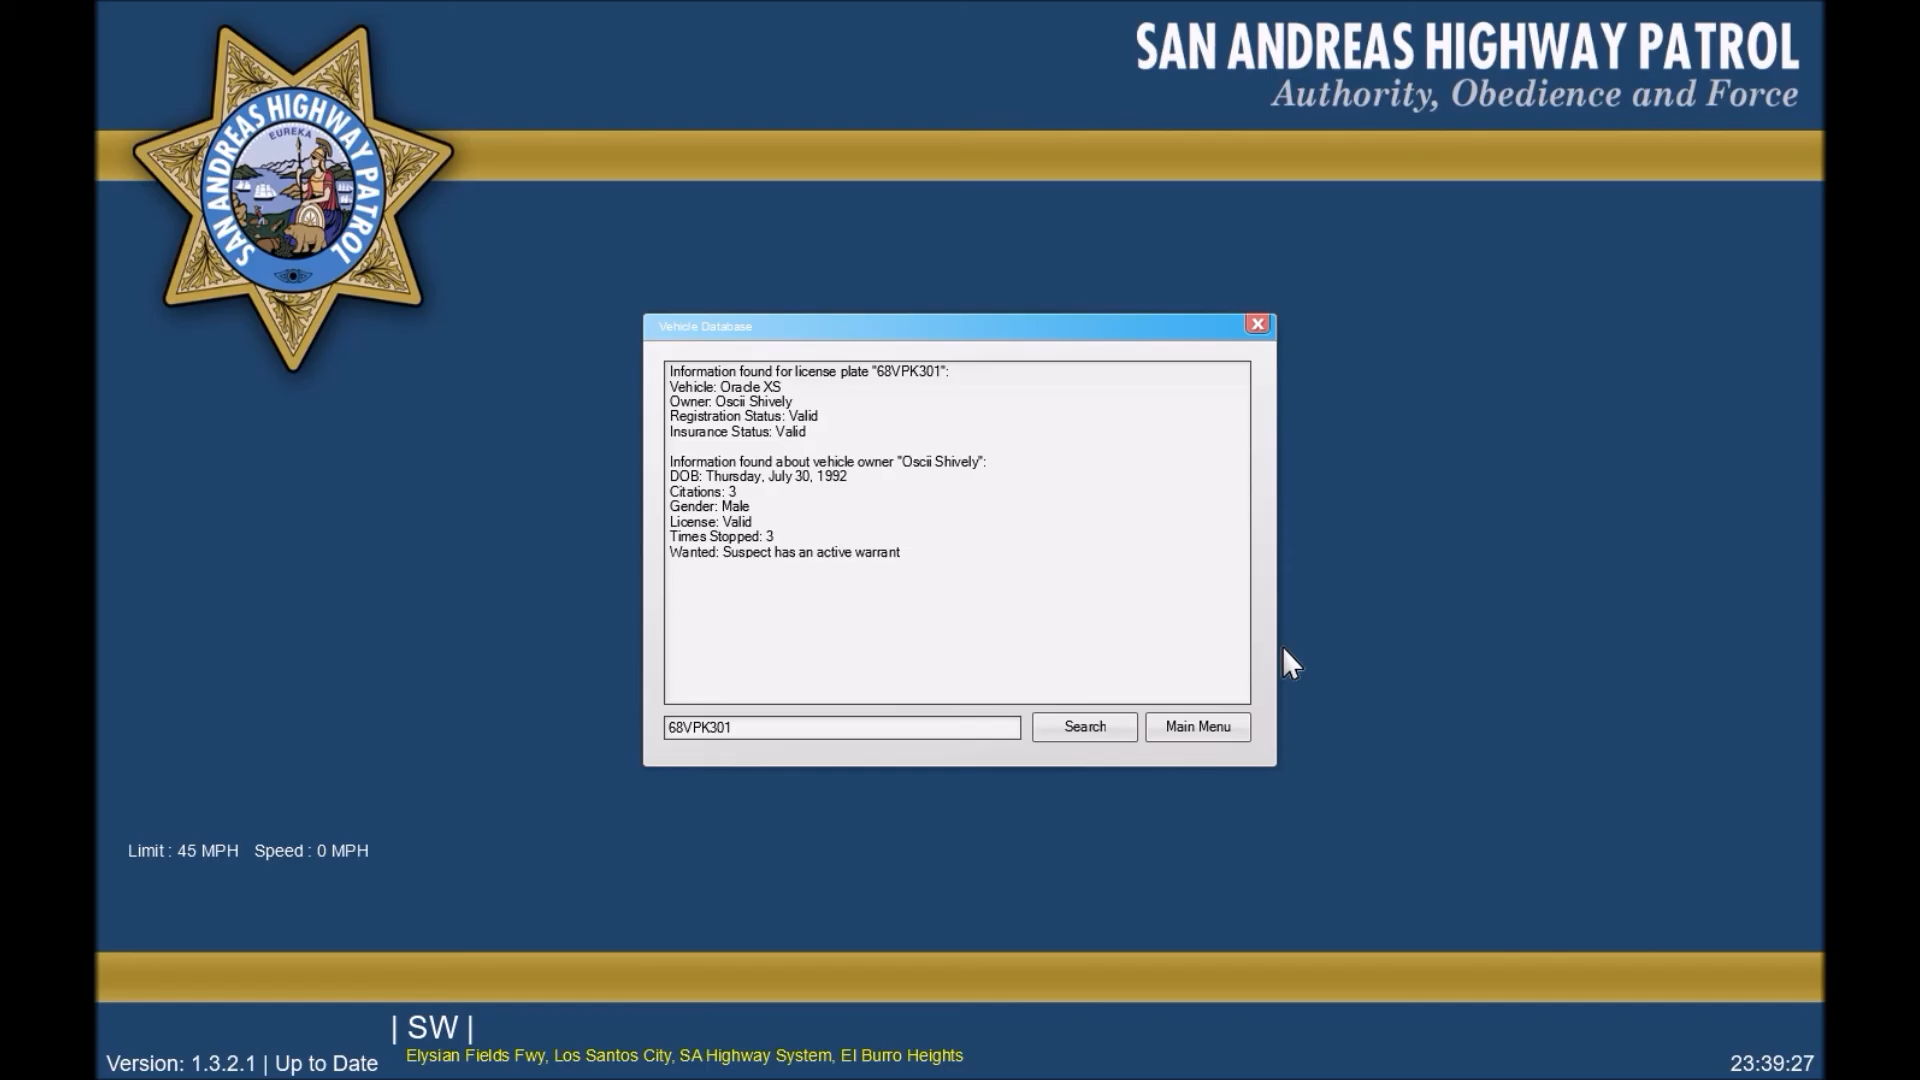 SAN ANDREAS HIGHWAY PATROL
Authority, Obedience and Force
SAN ANDREAS HIGHWAY PATROL
EUREKA
Vehicle Database
Information found for license plate "68VPK301":
Vehicle: Oracle XS
Owner: Oscii Shively
Registration Status: Valid
Insurance Status: Valid
Information found about vehicle owner "Oscii Shively":
DOB: Thursday, July 30, 1992
Citations: 3
Gender: Male
License: Valid
Times Stopped: 3
Wanted: Suspect has an active warrant
68VPK301
Search
Main Menu
Limit : 45 MPH Speed : 0 MPH
| SW |
Elysian Fields Fwy, Los Santos City, SA Highway System, El Burro Heights
Version: 1.3.2.1 | Up to Date
23:39:27